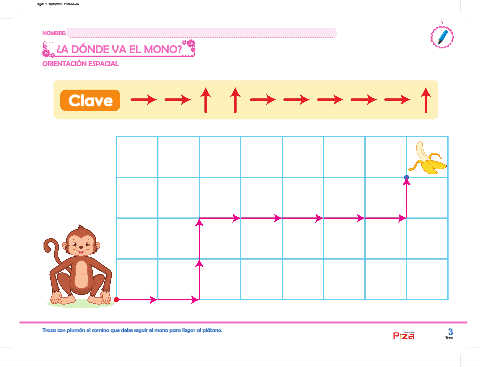 NOMBRE
¿A DÓNDE VA EL MONO?
ORIENTACIÓN ESPACIAL
Clave
Traza con plumón el camino que debe seguir el mono para llegar al plátano.
3